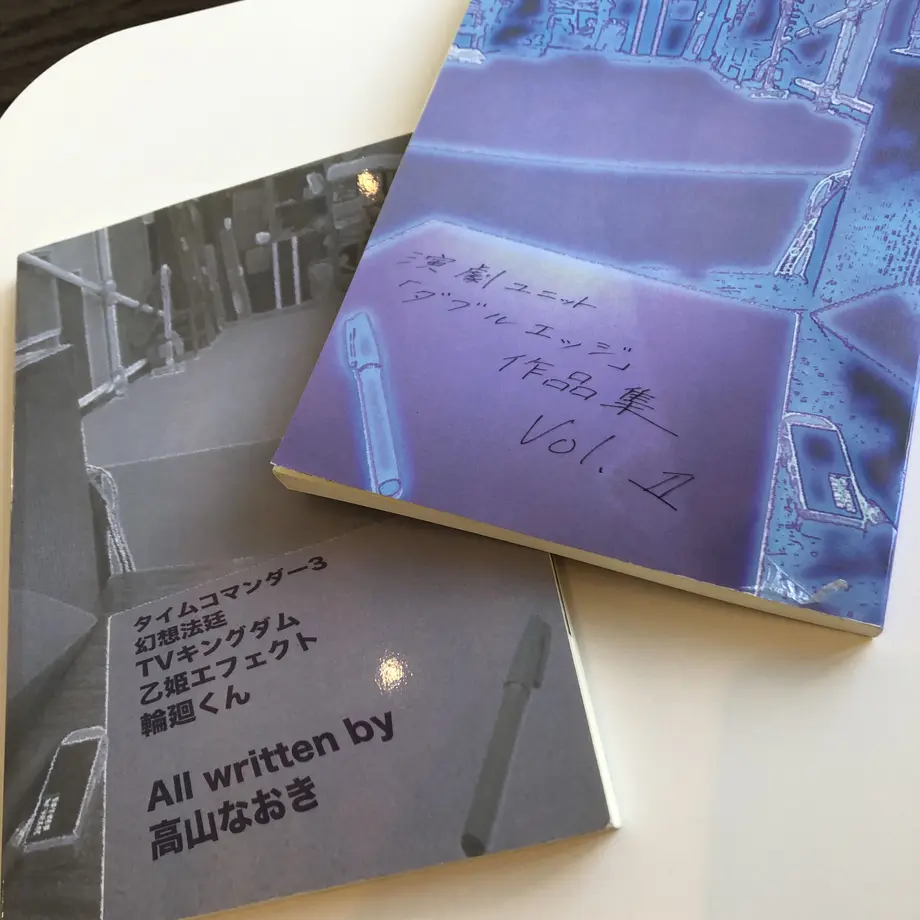 演劇ユニット
「ダブルエッジ」
作品集
Vol. 1
タイムコマンダー3
幻想法廷
TVキングダム
乙姫エフェクト
輪廻くん
All written by
高山なおき